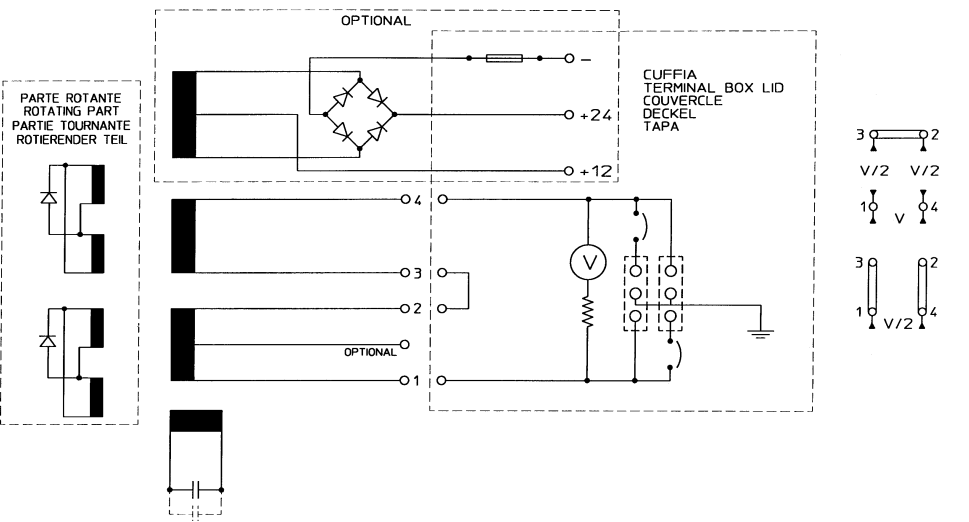 OPTIONAL
PARTE ROTANTE
ROTATING PART
PARTIE TOURNANTE
ROTIERENDER TEIL
-
+24
+12
CUFFIA
TERMINAL BOX LID
COUVERCLE
DECKEL
TAPA
4
3
2
OPTIONAL
1
V
3 2
V/2 V/2
1 4
V
3 2
1 4
V/2